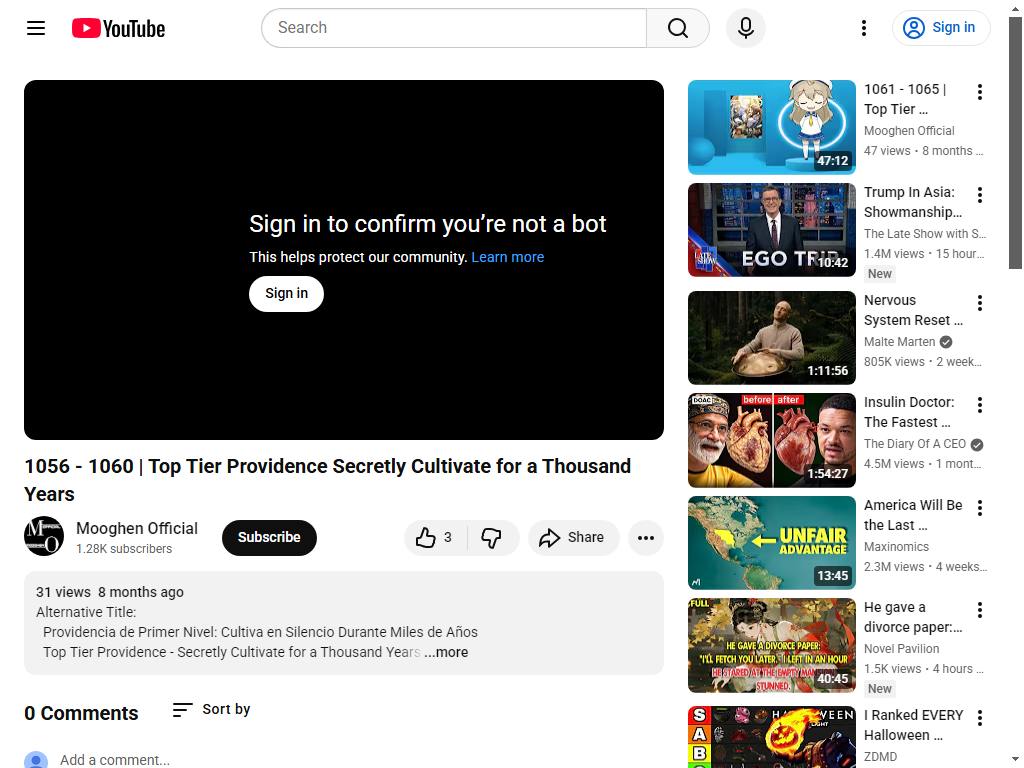 YouTube
Search
Sign in
Sign in to confirm you're not a bot
This helps protect our community. Learn more
Sign in
1056 - 1060 | Top Tier Providence Secretly Cultivate for a Thousand
Years
Mooghen Official
1.28K subscribers
Subscribe
3
Share
31 views 8 months ago
Alternative Title:
Providencia de Primer Nivel: Cultiva en Silencio Durante Miles de Años
Top Tier Providence - Secretly Cultivate for a Thousand Years ...more
0 Comments
Sort by
Add a comment...
47:12
1061 - 1065 |
Top Tier ...
Mooghen Official
47 views • 8 months ...
LATE SHOW
EGO TRIP
10:42
Trump In Asia:
Showmanship...
The Late Show with S...
1.4M views • 15 hour...
New
1:11:56
Nervous
System Reset ...
Malte Marten
805K views • 2 week...
DOAC
before after
1:54:27
Insulin Doctor:
The Fastest ...
The Diary Of A CEO
4.5M views • 1 mont...
UNFAIR
ADVANTAGE
13:45
America Will Be
the Last ...
Maxinomics
2.3M views • 4 weeks...
FULL
HE GAVE A DIVORCE PAPER:
"I'LL FETCH YOU LATER." I LEFT IN AN HOUR
HE STARED AT THE EMPTY MANSION
STUNNED.
40:45
He gave a
divorce paper:...
Novel Pavilion
1.5K views • 4 hours ...
New
S
A
B
I Ranked EVERY
Halloween ...
ZDMD